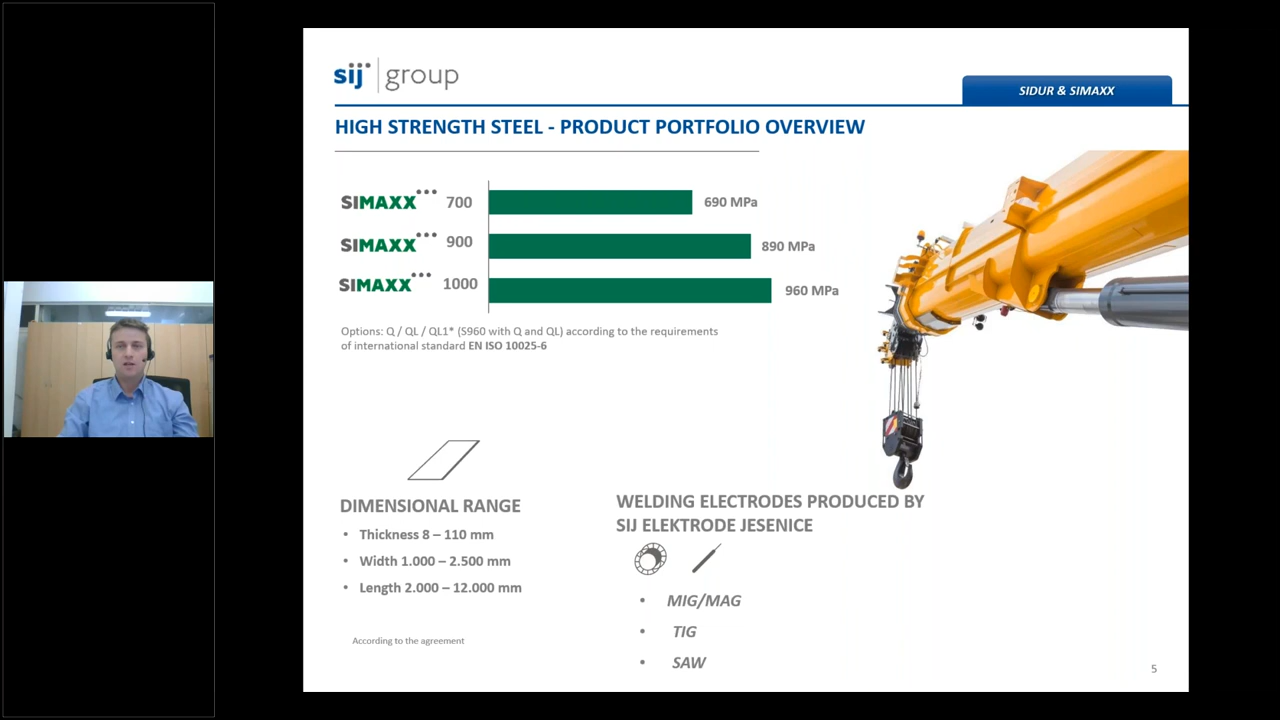 sij group
SIDUR & SIMAXX
HIGH STRENGTH STEEL - PRODUCT PORTFOLIO OVERVIEW
SIMAXX 700 690 MPa
SIMAXX 900 890 MPa
SIMAXX 1000 960 MPa
Options: Q / QL / QL1* (S960 with Q and QL) according to the requirements
of international standard EN ISO 10025-6
DIMENSIONAL RANGE
• Thickness 8 – 110 mm
• Width 1.000 – 2.500 mm
• Length 2.000 – 12.000 mm
According to the agreement
WELDING ELECTRODES PRODUCED BY
SIJ ELEKTRODE JESENICE
• MIG/MAG
• TIG
• SAW
5